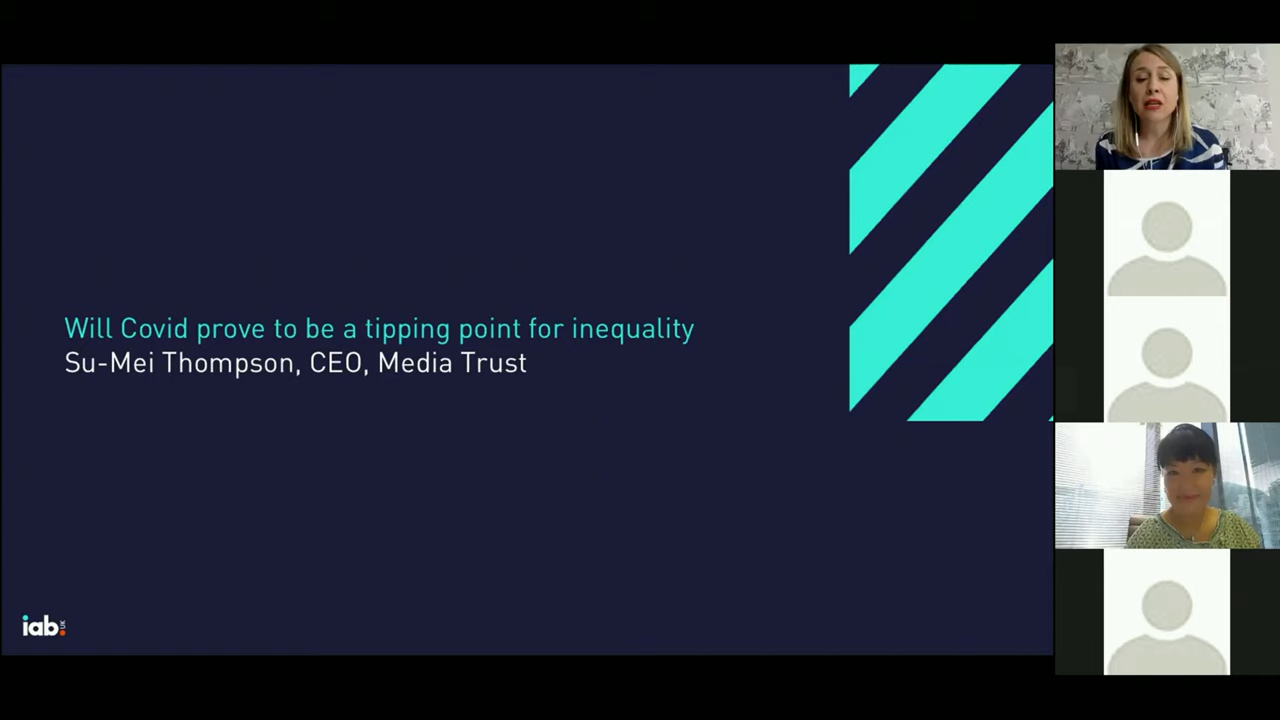 Will Covid prove to be a tipping point for inequality
Su-Mei Thompson, CEO, Media Trust
iab.
UK